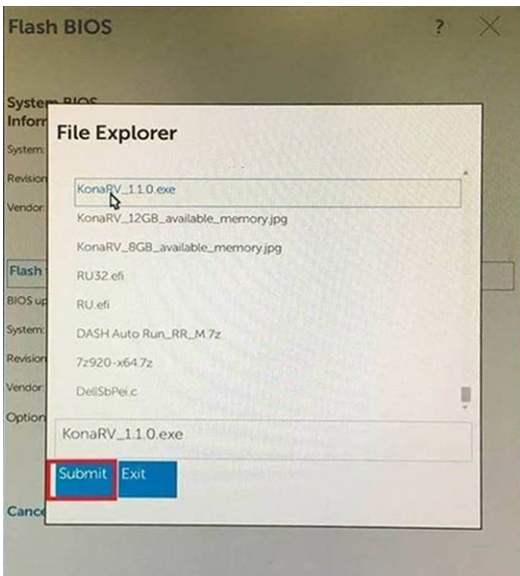 Flash BIOS
?
System BIOS
Infor
System:
Revision
Vendor:
File Explorer
KonaRV_1.1.0.exe
KonaRV_12GB_available_memory.jpg
KonaRV_8GB_available_memory.jpg
RU32.efi
RU.efi
DASH Auto Run_RR_M.7z
7z920-x64.7z
DellSbPei.c
Flash
BIOS up
System:
Revision
Vendor:
Option
KonaRV_1.1.0.exe
Submit Exit
Cance